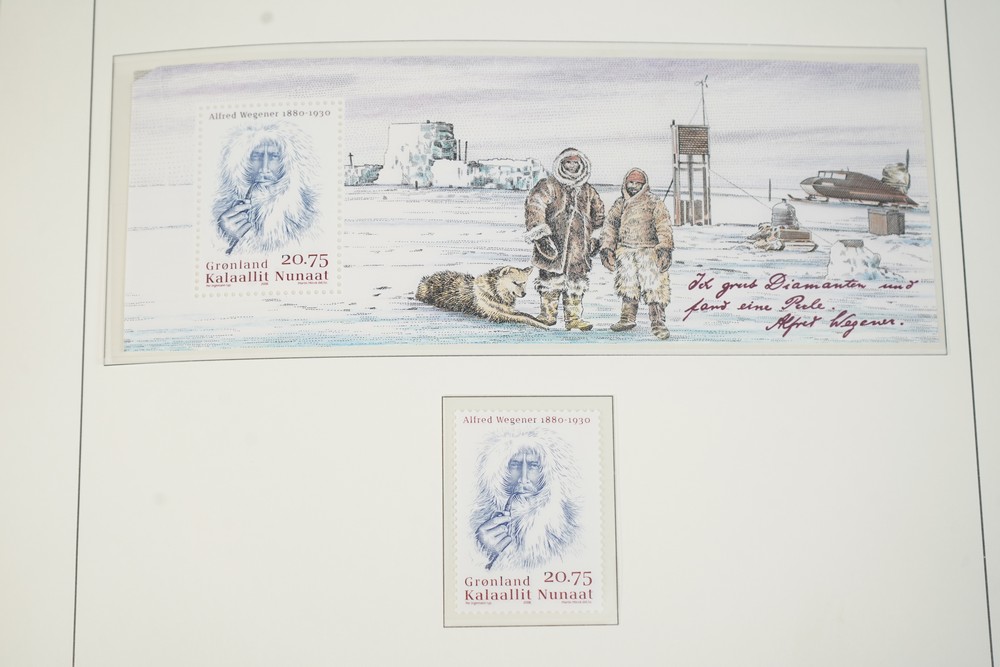 Alfred Wegener 1880-1930
20.75
Grønland
Kalaallit Nunaat
Ich grub Diamanten und
fand eine Perle.
Alfred Wegener.
Alfred Wegener 1880-1930
20.75
Grønland
Kalaallit Nunaat